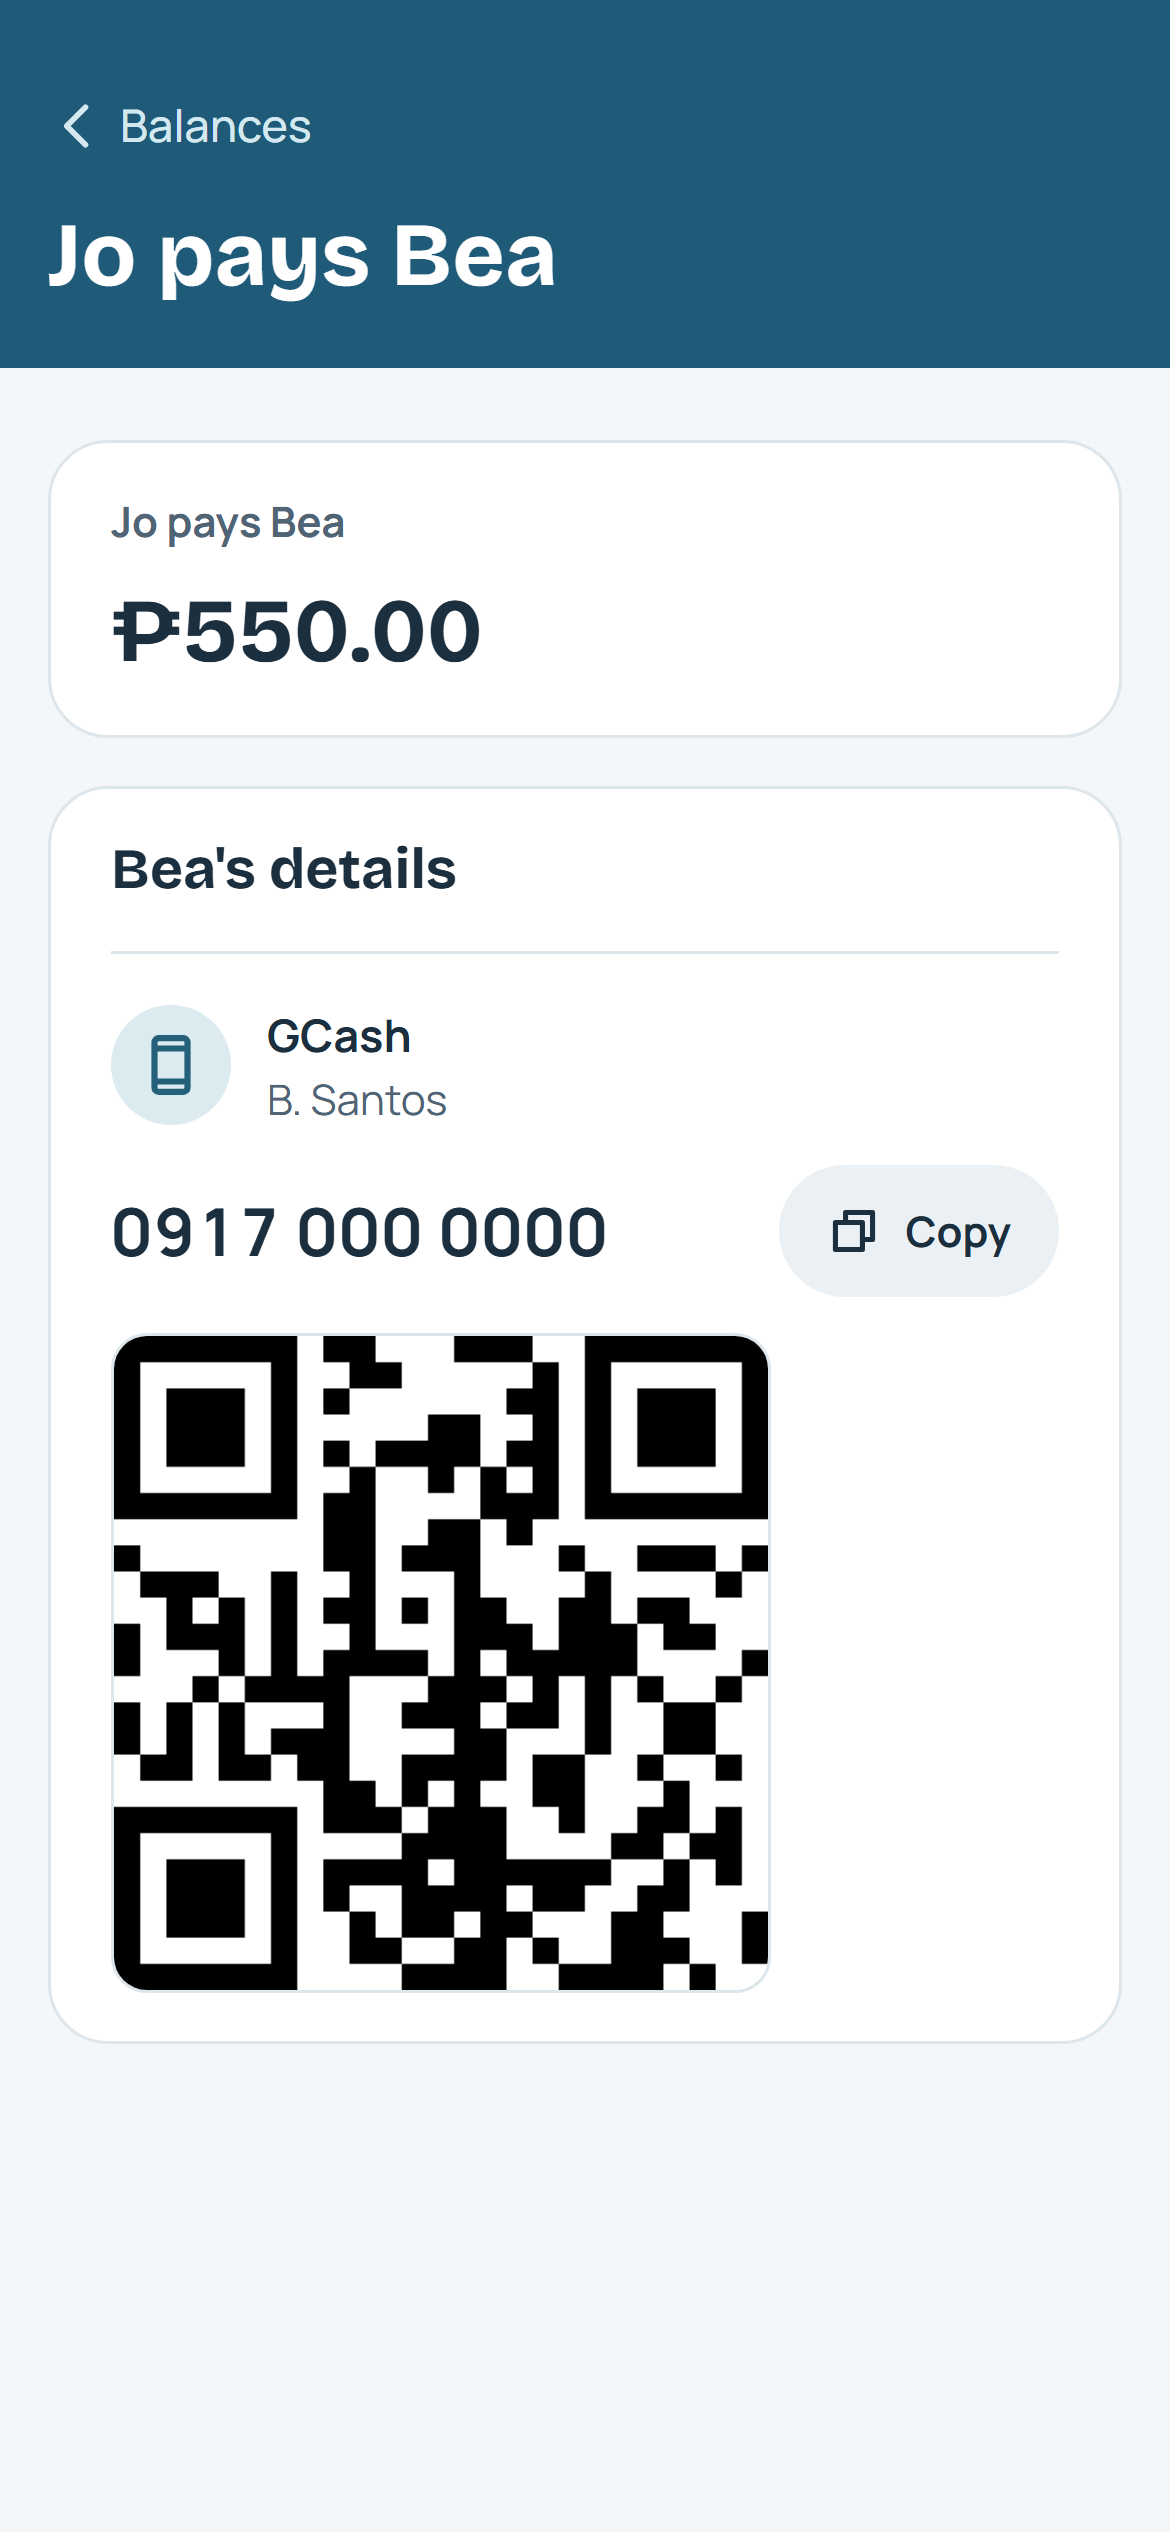 Balances
Jo pays Bea
Jo pays Bea
₱550.00
Bea's details
GCash
B. Santos
0917 000 0000
Copy